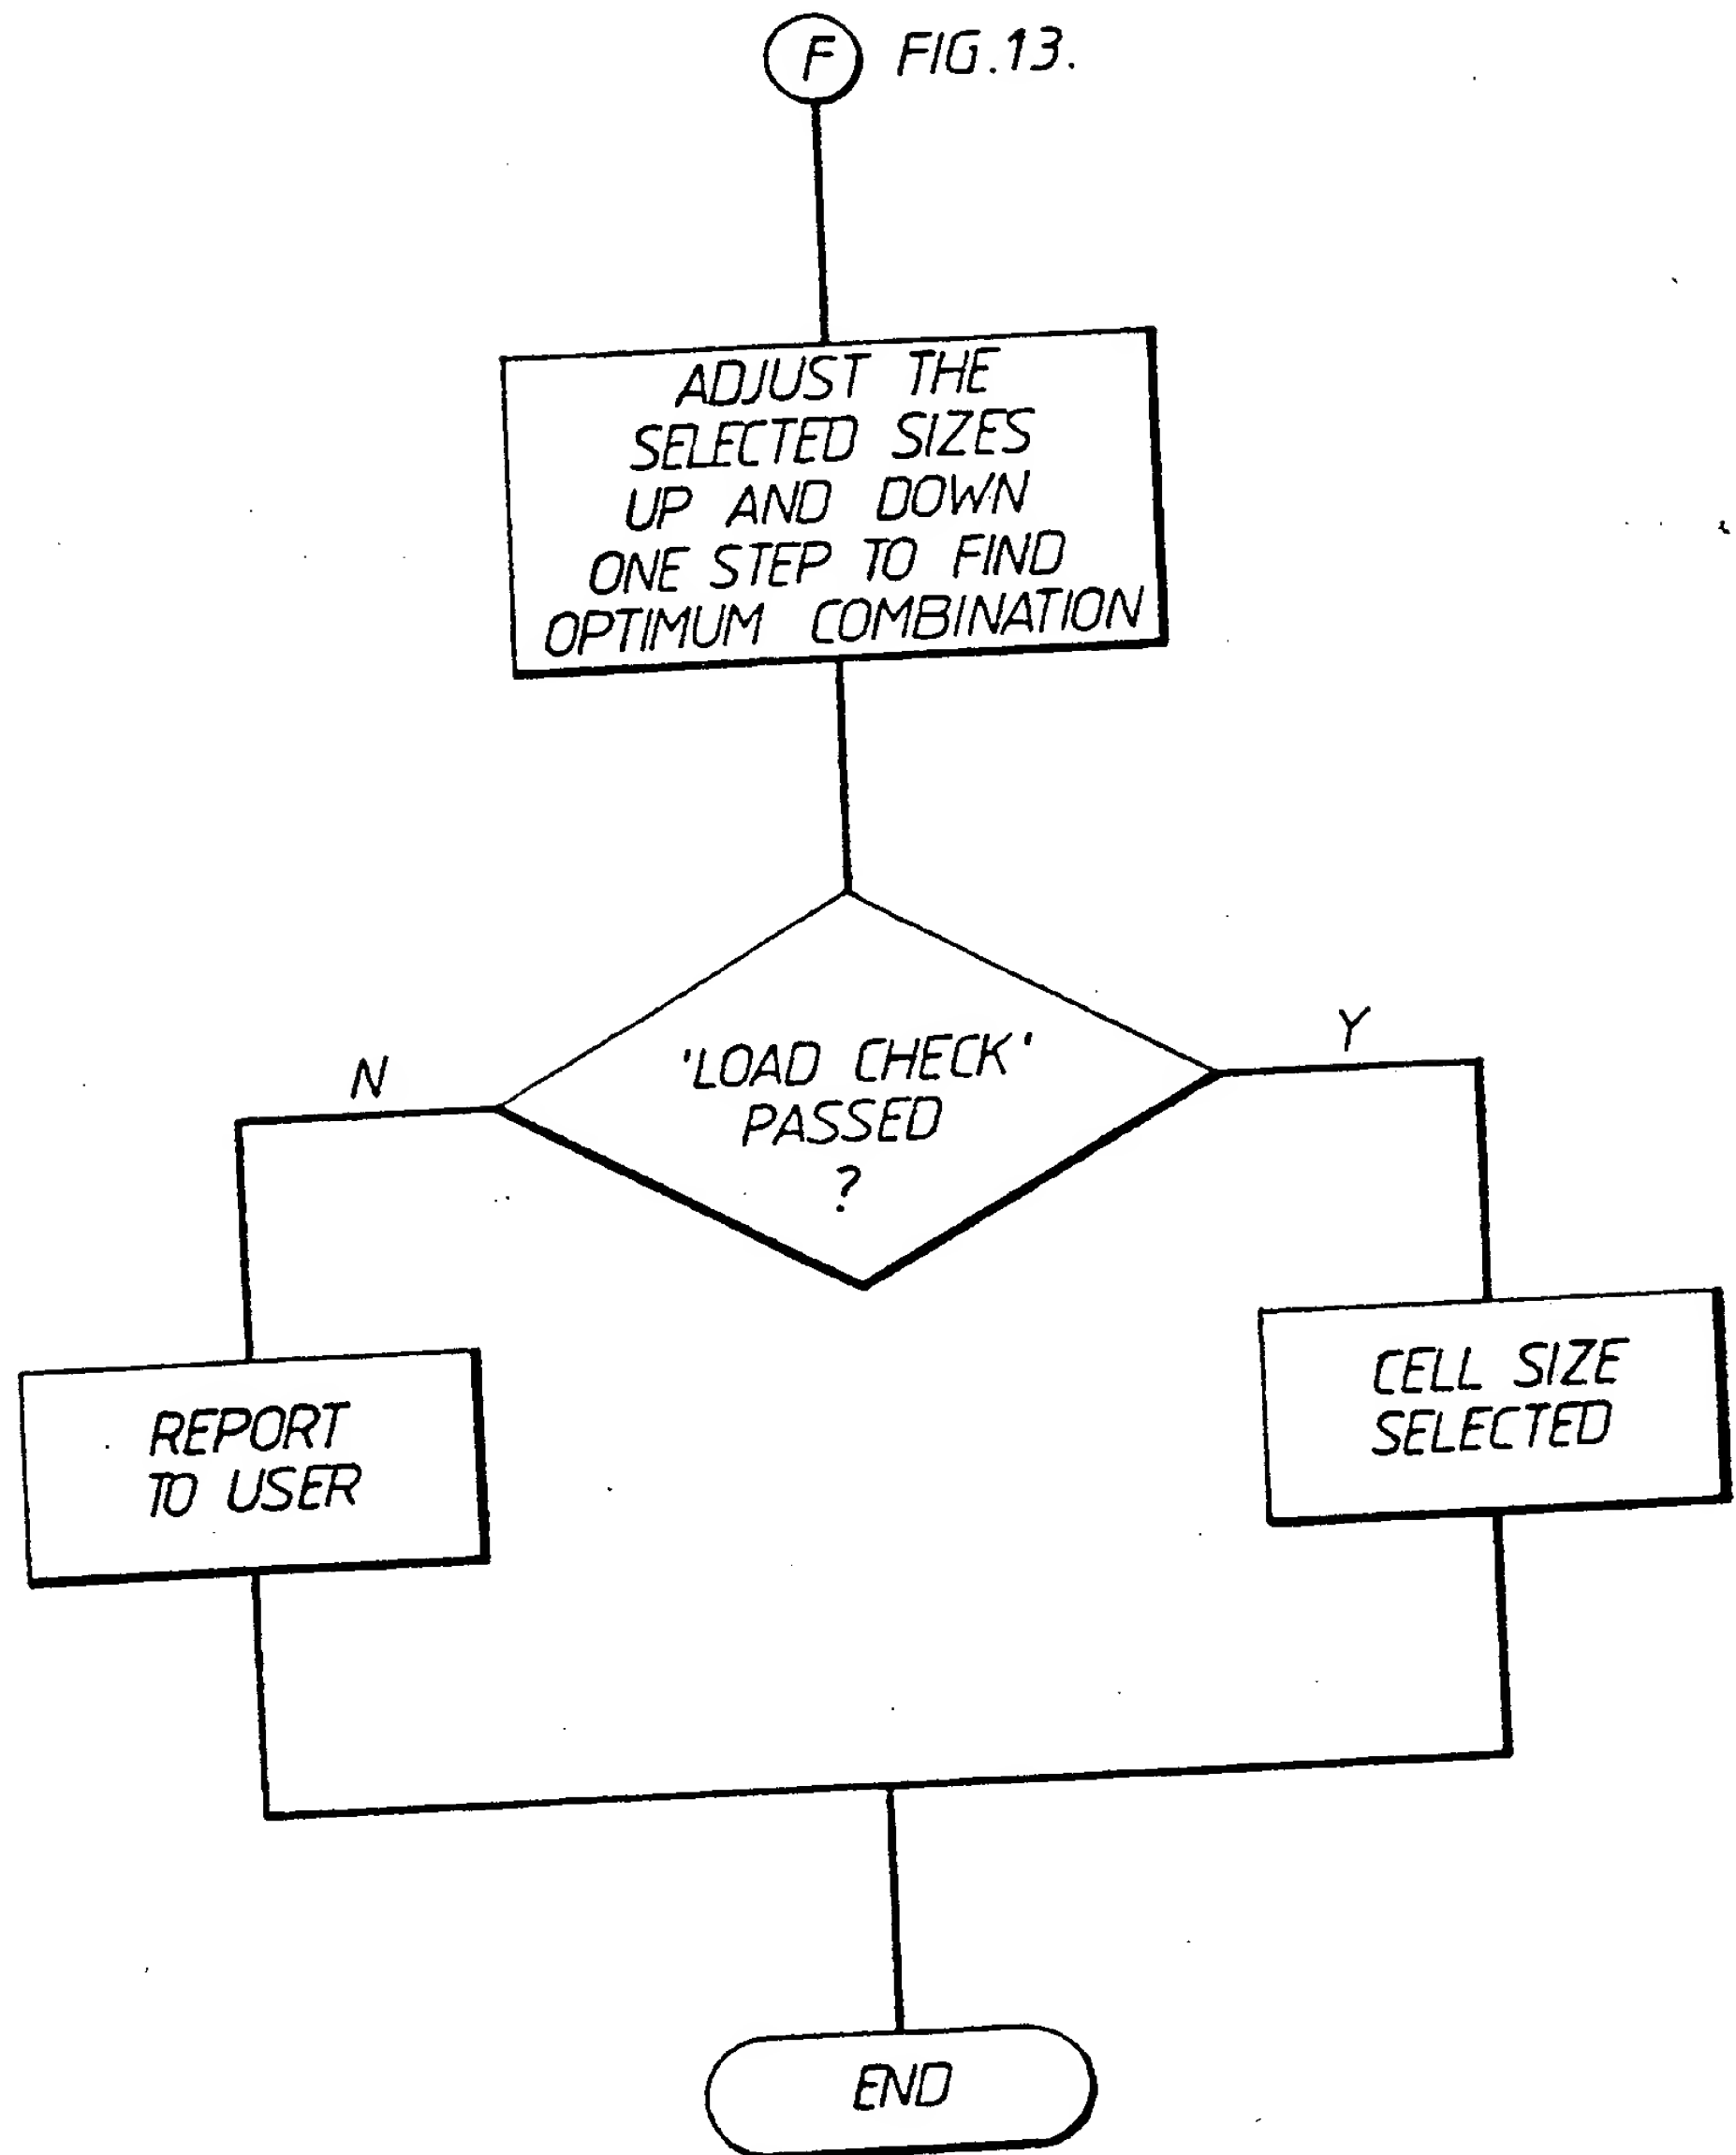 F FIG.13.
ADJUST THE
SELECTED SIZES
UP AND DOWN
ONE STEP TO FIND
OPTIMUM COMBINATION
'LOAD CHECK'
PASSED
?
N
Y
REPORT
TO USER
CELL SIZE
SELECTED
END